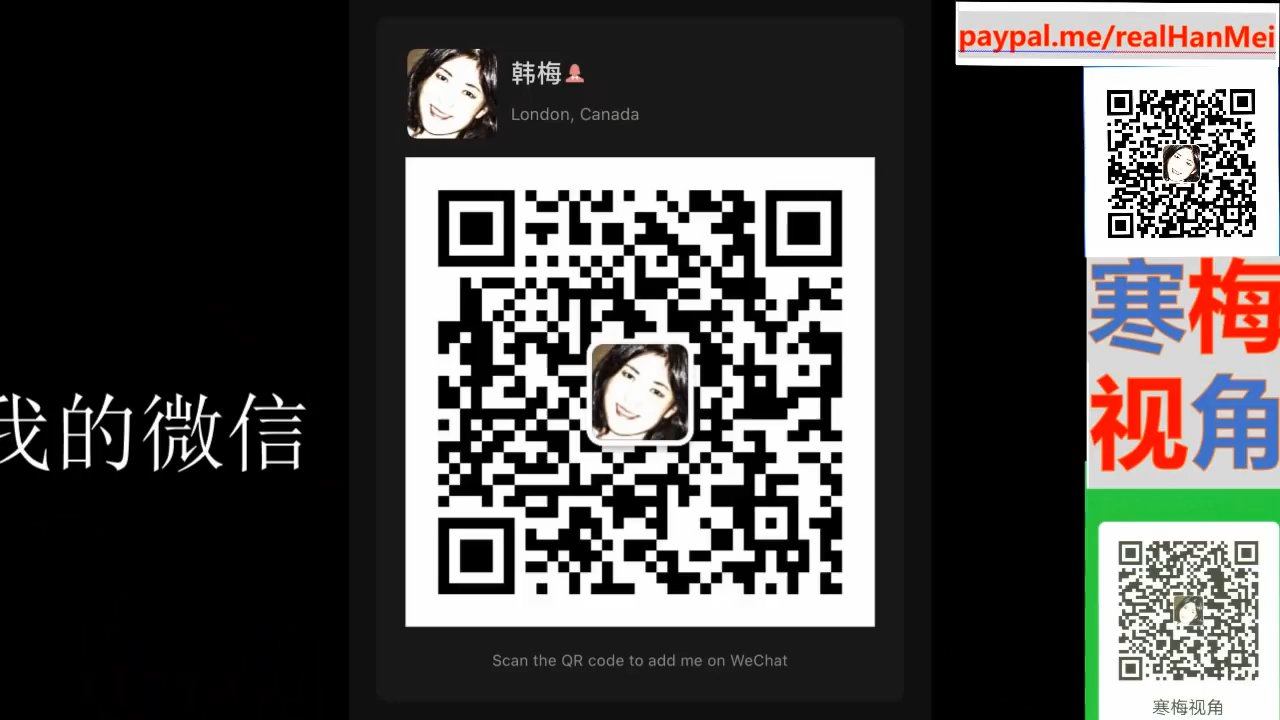 韩梅
London, Canada
我的微信
Scan the QR code to add me on WeChat
paypal.me/realHanMei
寒梅
视角
寒梅视角